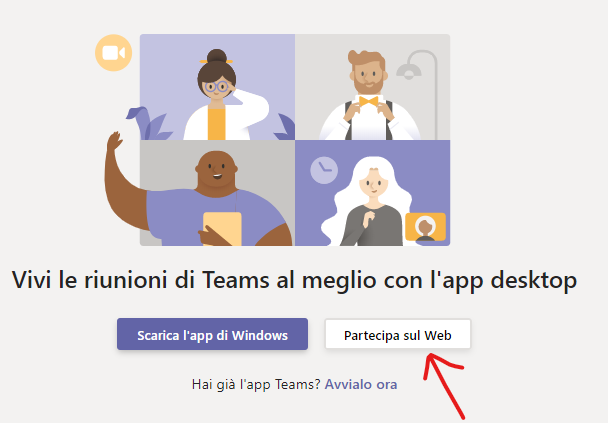 Vivi le riunioni di Teams al meglio con l'app desktop
Scarica l'app di Windows
Partecipa sul Web
Hai già l'app Teams? Avvialo ora